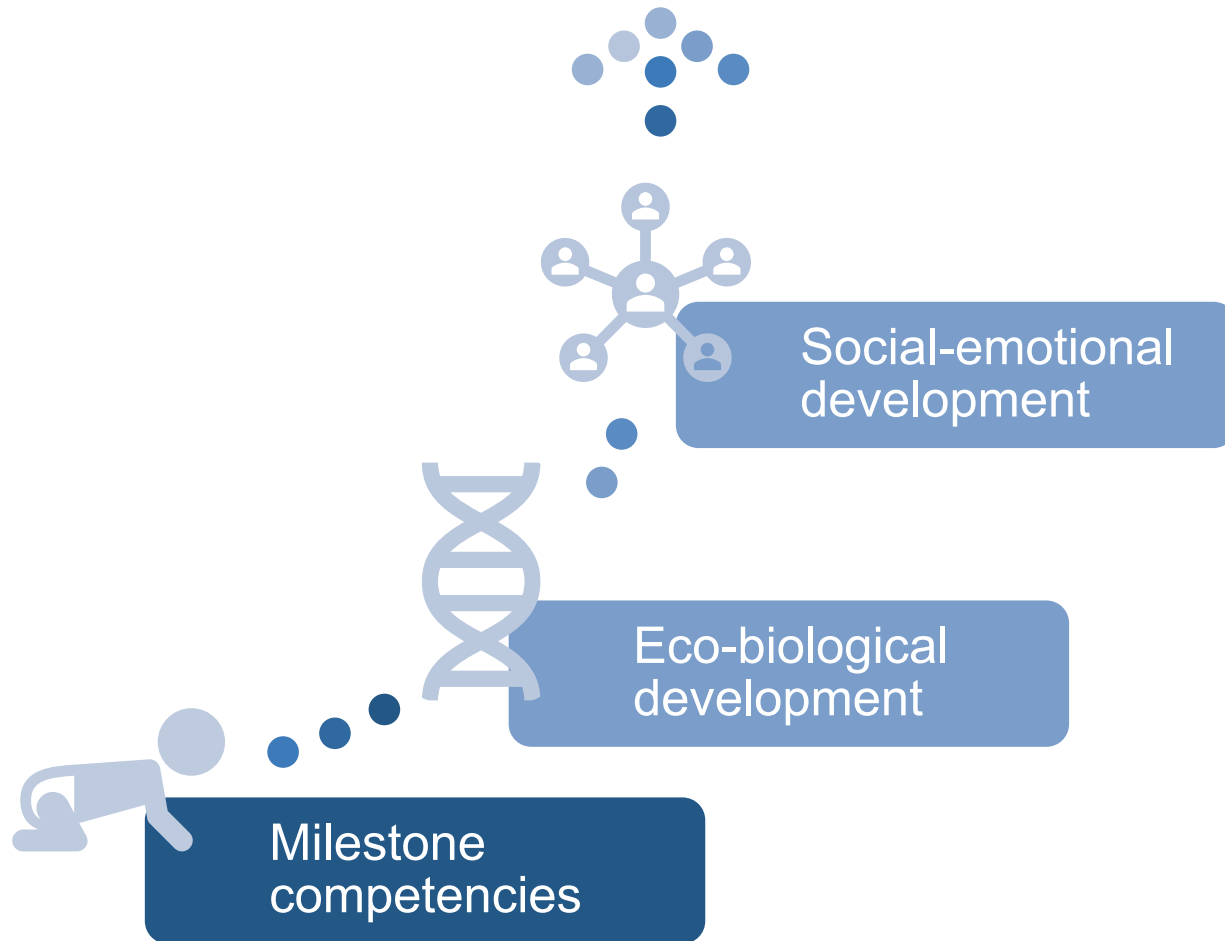 Social-emotional
development
Eco-biological
development
Milestone
competencies